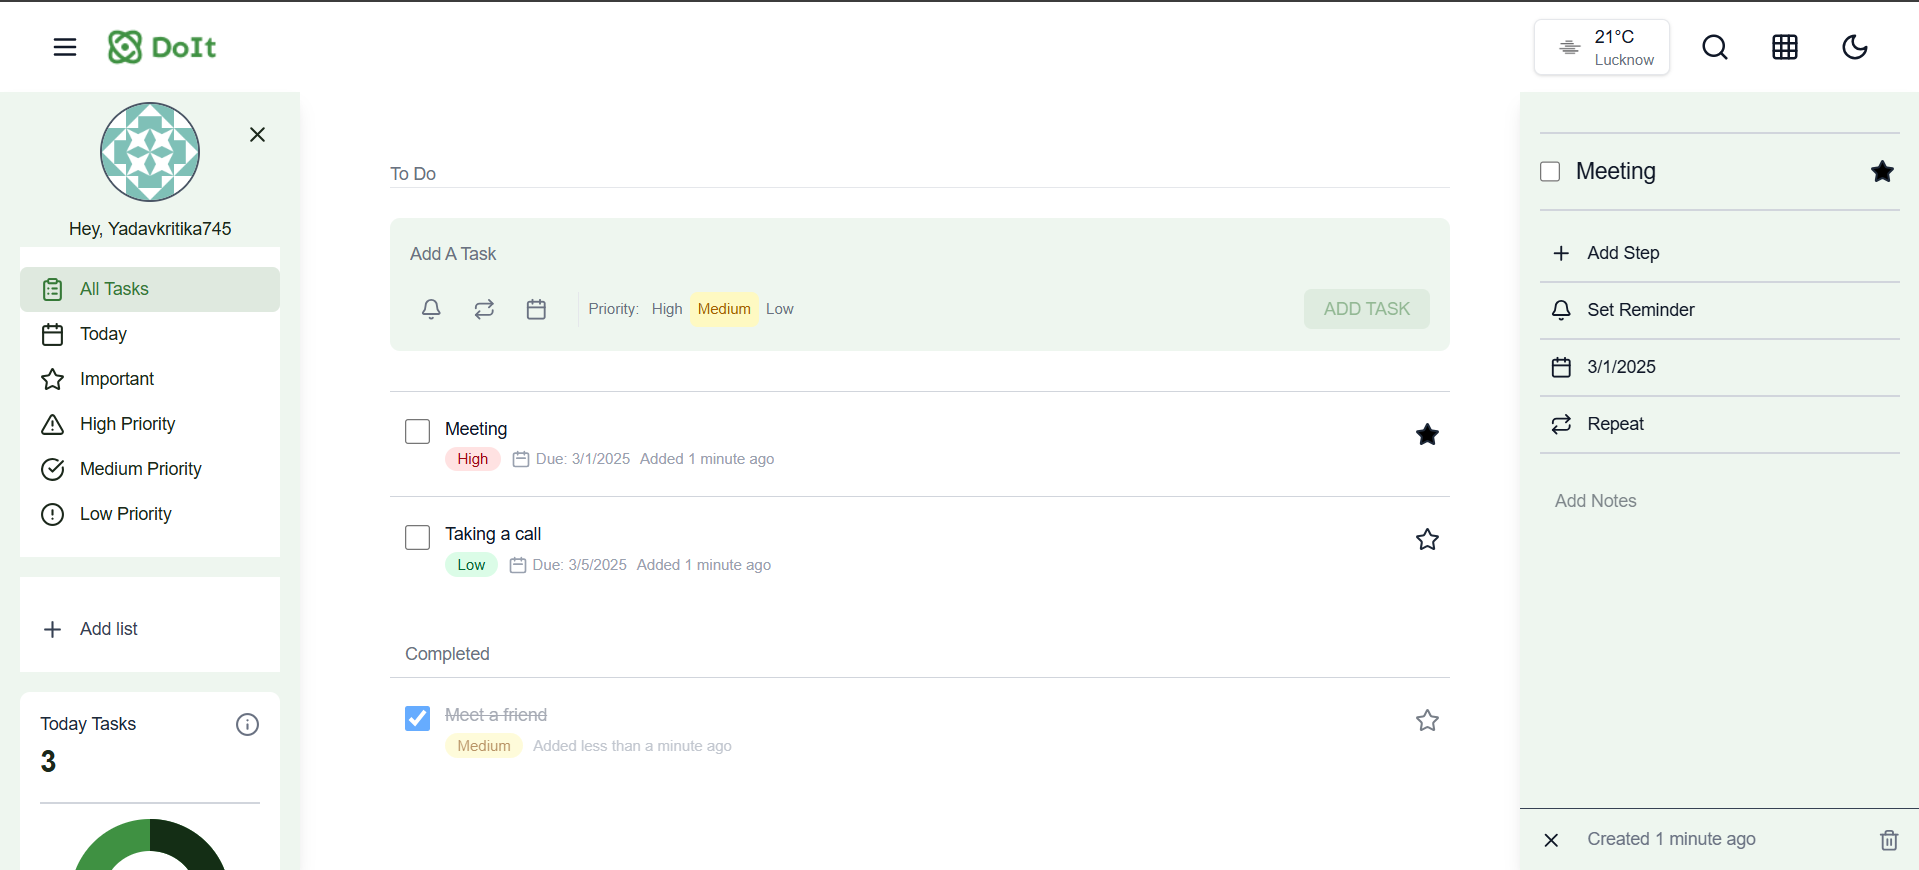 DoIt
21°C
Lucknow
Hey, Yadavkritika745
All Tasks
Today
Important
High Priority
Medium Priority
Low Priority
Add list
Today Tasks
3
To Do
Add A Task
Priority: High Medium Low
ADD TASK
Meeting
High Due: 3/1/2025 Added 1 minute ago
Taking a call
Low Due: 3/5/2025 Added 1 minute ago
Completed
Meet a friend
Medium Added less than a minute ago
Meeting
Add Step
Set Reminder
3/1/2025
Repeat
Add Notes
Created 1 minute ago